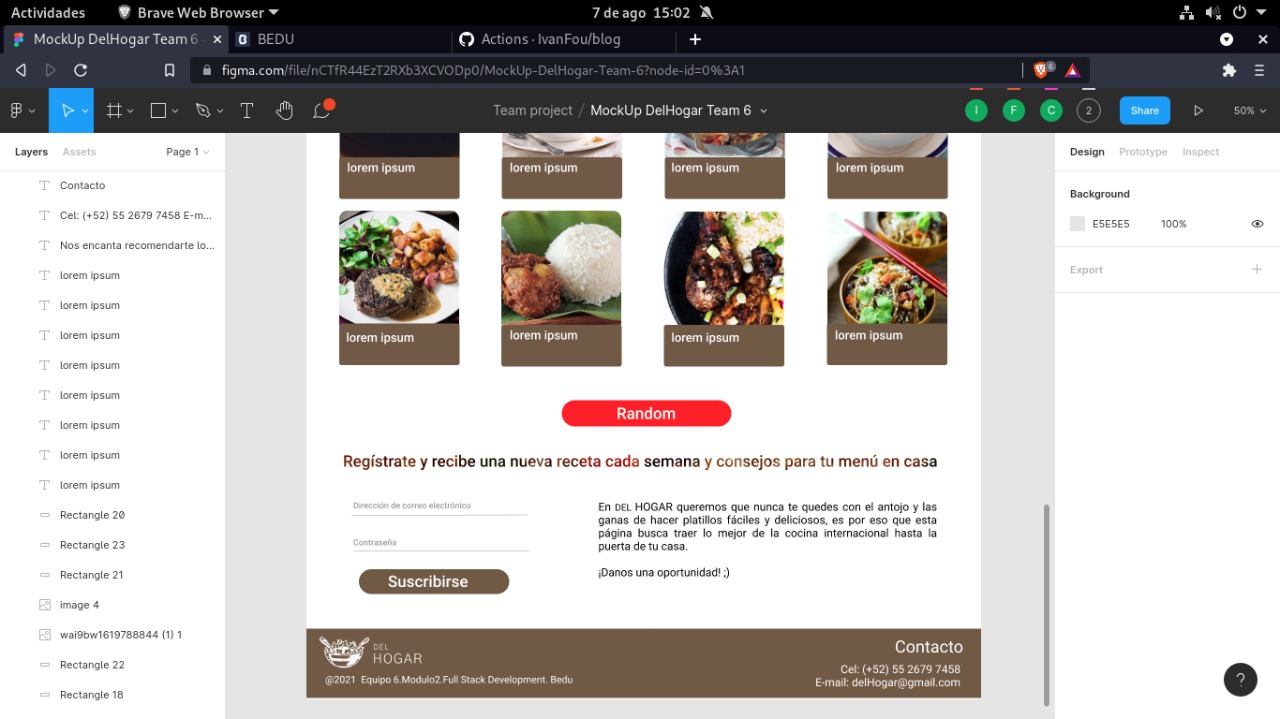 Actividades
Brave Web Browser
7 de ago 15:02
MockUp DelHogar Team 6
BEDU
Actions · IvanFou/blog
figma.com/file/nCTfR44EzT2RXb3XCVODp0/MockUp-DelHogar-Team-6?node-id=0%3A1
6
Team project / MockUp DelHogar Team 6
I
F
C
2
Share
50%
Layers
Assets
Page 1
Contacto
Cel: (+52) 55 2679 7458 E-m...
Nos encanta recomendarte lo...
lorem ipsum
lorem ipsum
lorem ipsum
lorem ipsum
lorem ipsum
lorem ipsum
lorem ipsum
lorem ipsum
Rectangle 20
Rectangle 23
Rectangle 21
image 4
wai9bw1619788844 (1) 1
Rectangle 22
Rectangle 18
lorem ipsum
lorem ipsum
lorem ipsum
lorem ipsum
lorem ipsum
lorem ipsum
lorem ipsum
lorem ipsum
Random
Regístrate y recibe una nueva receta cada semana y consejos para tu menú en casa
Dirección de correo electrónico
Contraseña
Suscribirse
En DEL HOGAR queremos que nunca te quedes con el antojo y las
ganas de hacer platillos fáciles y deliciosos, es por eso que esta
página busca traer lo mejor de la cocina internacional hasta la
puerta de tu casa.
¡Danos una oportunidad! ;)
DEL
HOGAR
@2021 Equipo 6.Modulo2.Full Stack Development. Bedu
Contacto
Cel: (+52) 55 2679 7458
E-mail: delHogar@gmail.com
Design
Prototype
Inspect
Background
E5E5E5
100%
Export
?